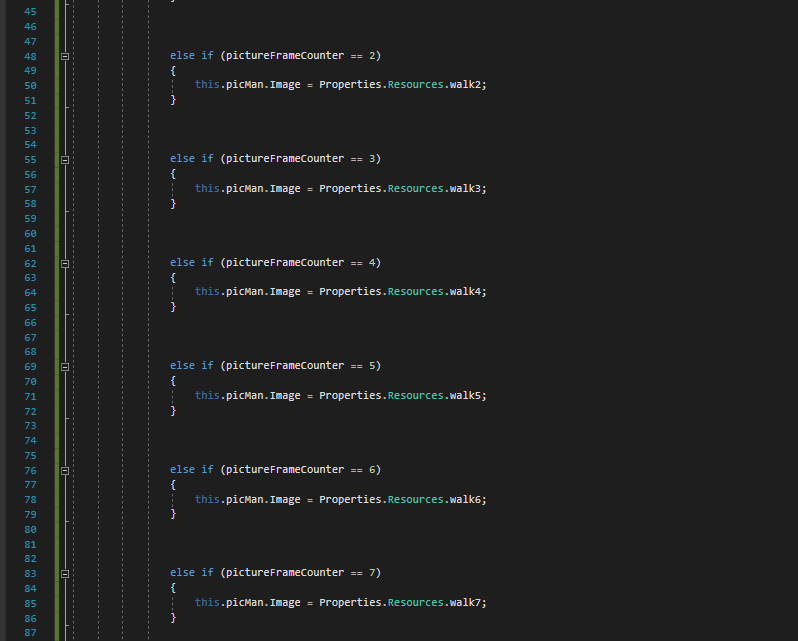 45
46
47
48 else if (pictureFrameCounter == 2)
49 {
50 this.picMan.Image = Properties.Resources.walk2;
51 }
52
53
54
55 else if (pictureFrameCounter == 3)
56 {
57 this.picMan.Image = Properties.Resources.walk3;
58 }
59
60
61
62 else if (pictureFrameCounter == 4)
63 {
64 this.picMan.Image = Properties.Resources.walk4;
65 }
66
67
68
69 else if (pictureFrameCounter == 5)
70 {
71 this.picMan.Image = Properties.Resources.walk5;
72 }
73
74
75
76 else if (pictureFrameCounter == 6)
77 {
78 this.picMan.Image = Properties.Resources.walk6;
79 }
80
81
82
83 else if (pictureFrameCounter == 7)
84 {
85 this.picMan.Image = Properties.Resources.walk7;
86 }
87